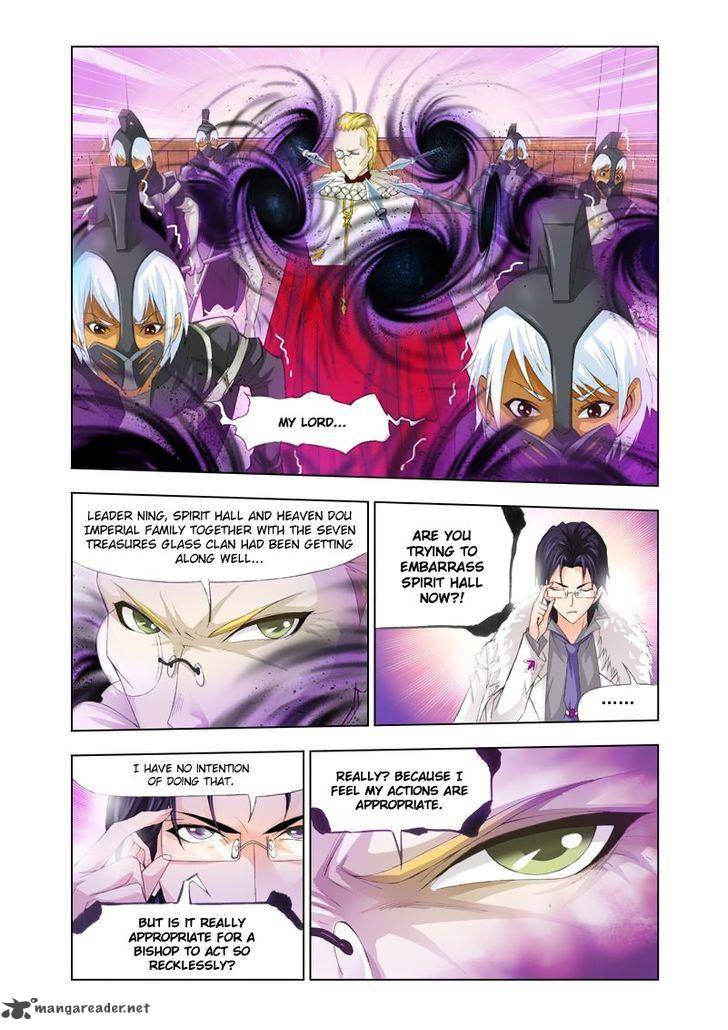 MY LORD...
LEADER NING, SPIRIT HALL AND HEAVEN DOU
IMPERIAL FAMILY TOGETHER WITH THE SEVEN
TREASURES GLASS CLAN HAD BEEN GETTING
ALONG WELL...
ARE YOU
TRYING TO
EMBARRASS
SPIRIT HALL
NOW?!
......
I HAVE NO INTENTION
OF DOING THAT.
BUT IS IT REALLY
APPROPRIATE FOR A
BISHOP TO ACT SO
RECKLESSLY?
REALLY? BECAUSE I
FEEL MY ACTIONS ARE
APPROPRIATE.
mangareader.net